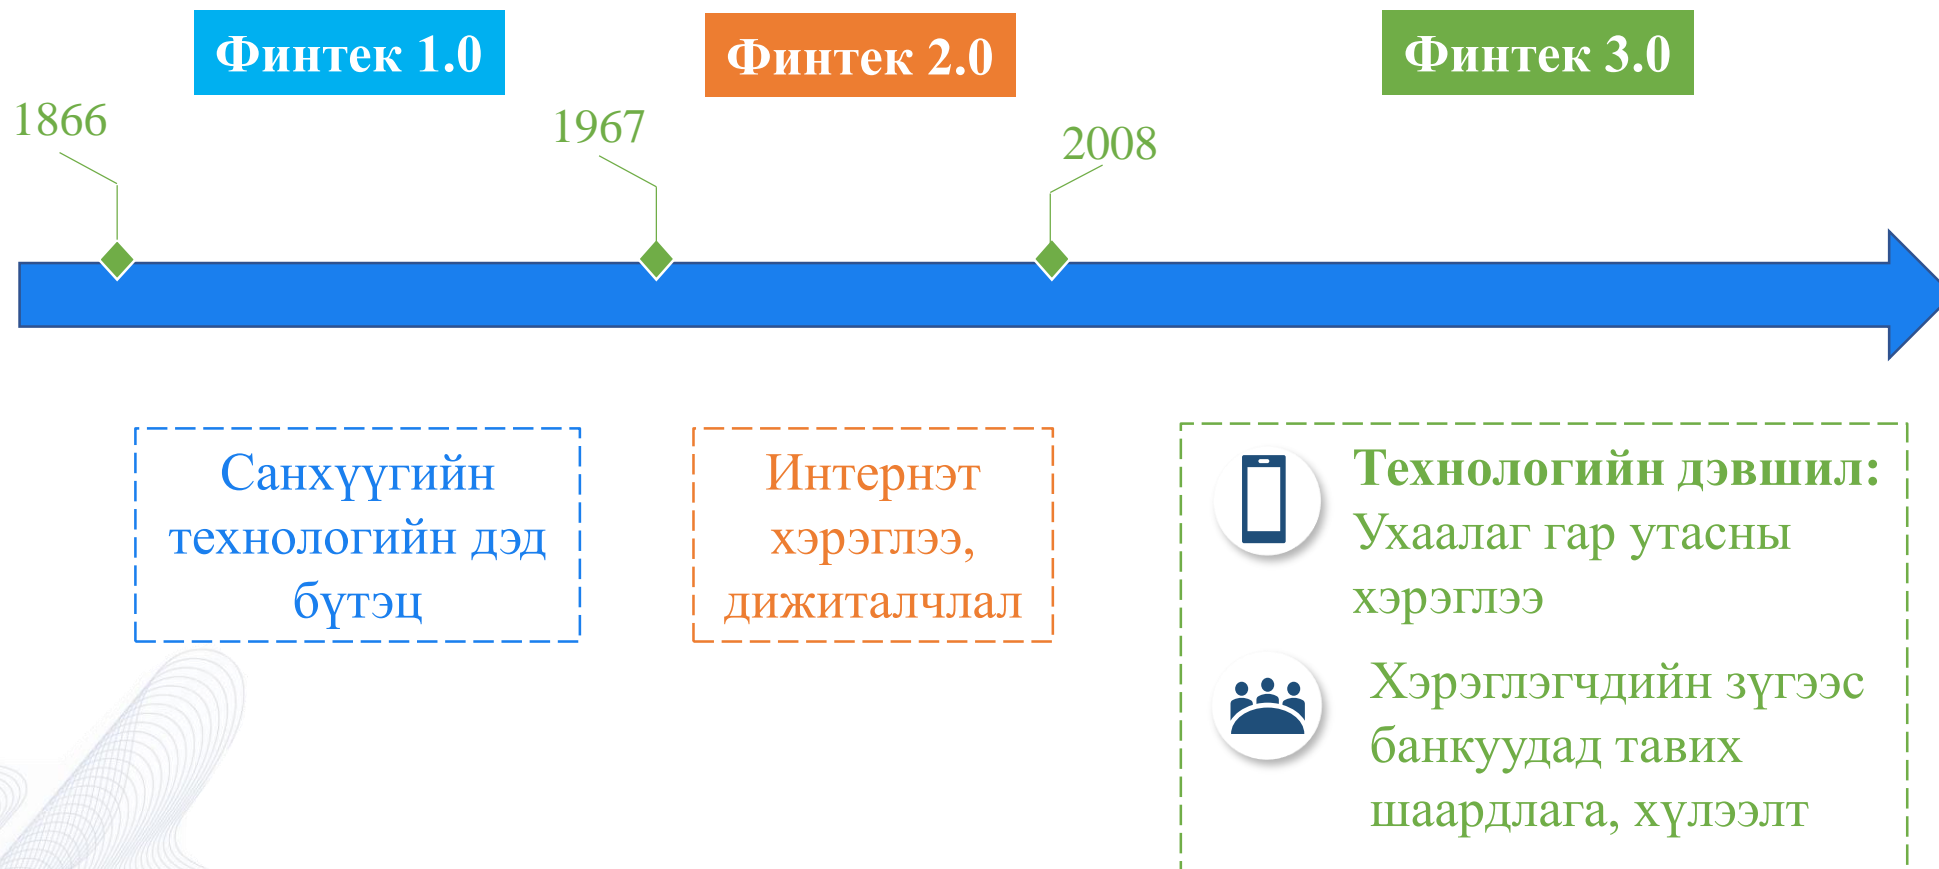 Финтек 1.0
Финтек 2.0
Финтек 3.0
1866
1967
2008
Санхүүгийн
технологийн дэд
бүтэц
Интернэт
хэрэглээ,
дижиталчлал
Технологийн дэвшил:
Ухаалаг гар утасны
хэрэглээ
Хэрэглэгчдийн зүгээс
банкуудад тавих
шаардлага, хүлээлт